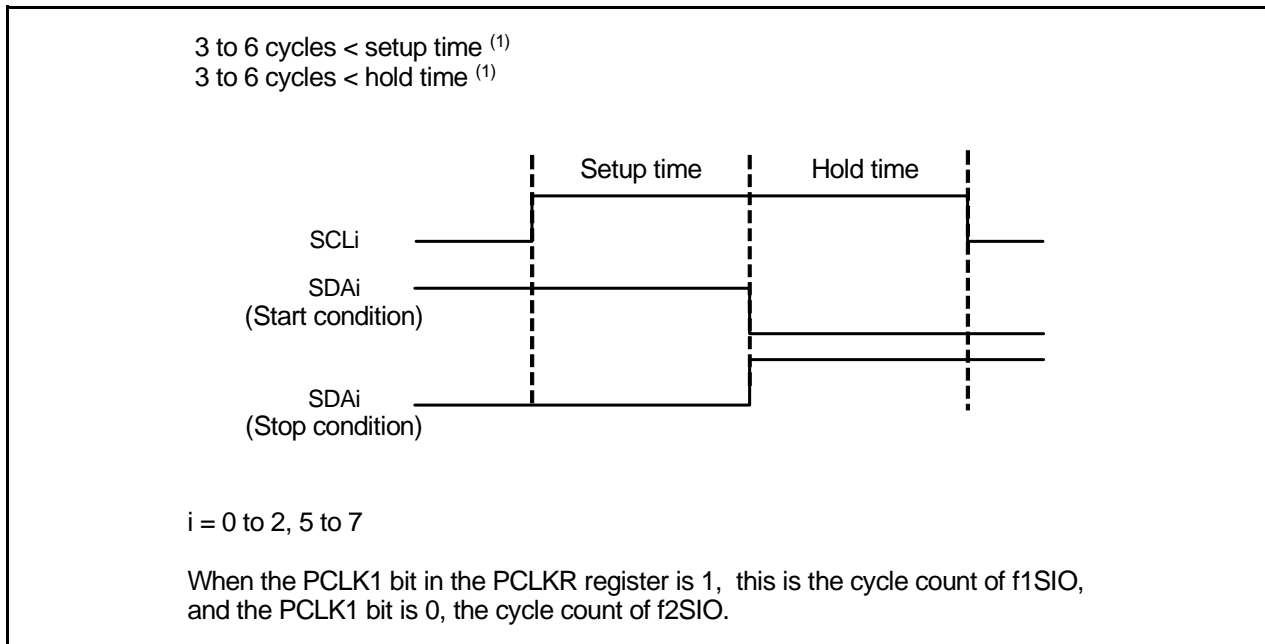 3 to 6 cycles < setup time (1)
3 to 6 cycles < hold time (1)
Setup time
Hold time
SCLi
SDAi
(Start condition)
SDAi
(Stop condition)
i = 0 to 2, 5 to 7
When the PCLK1 bit in the PCLKR register is 1, this is the cycle count of f1SIO,
and the PCLK1 bit is 0, the cycle count of f2SIO.